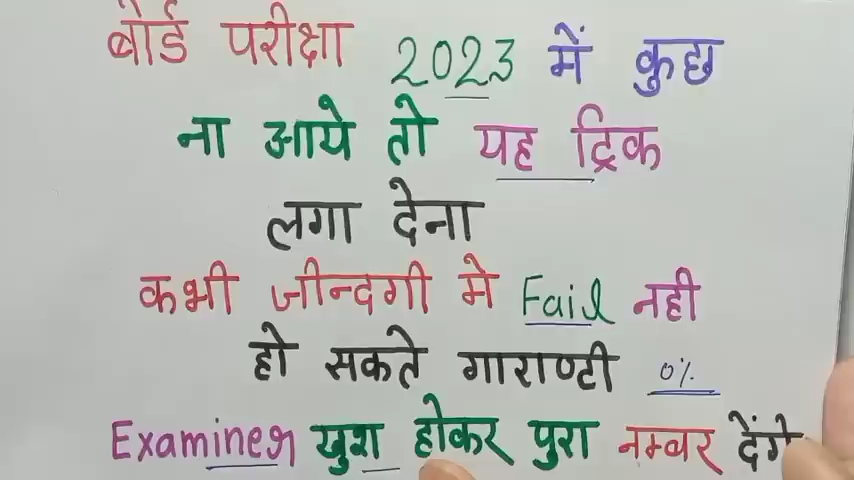 बोर्ड परीक्षा 2023 में कुछ
ना आये तो यह ट्रिक
लगा देना
कभी जीन्दगी मे Fail नही
हो सकते गाराण्टी 0%
Examiner खुश होकर पुरा नम्बर देंगे